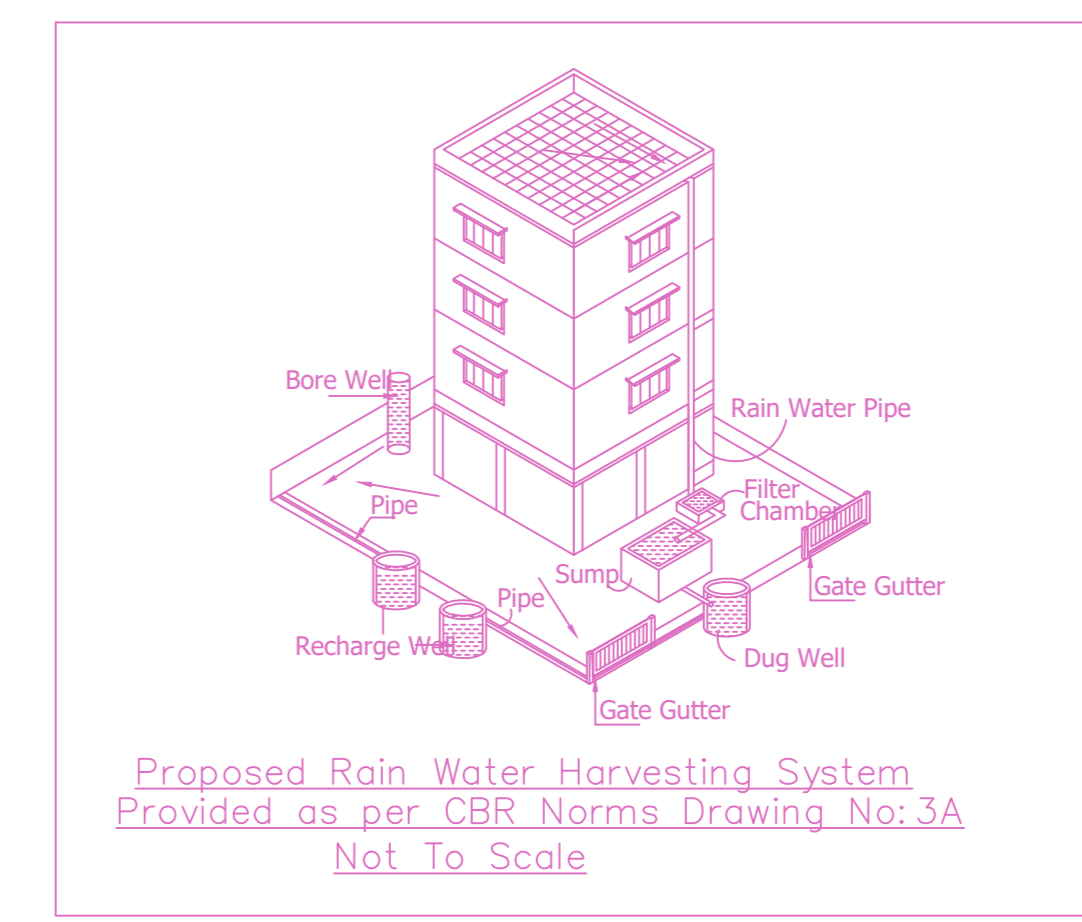 Bore Well
Rain Water Pipe
Filter
Chamber
Pipe
Sump
Gate Gutter
Pipe
Recharge Well
Dug Well
Gate Gutter
Proposed Rain Water Harvesting System
Provided as per CBR Norms Drawing No:3A
Not To Scale